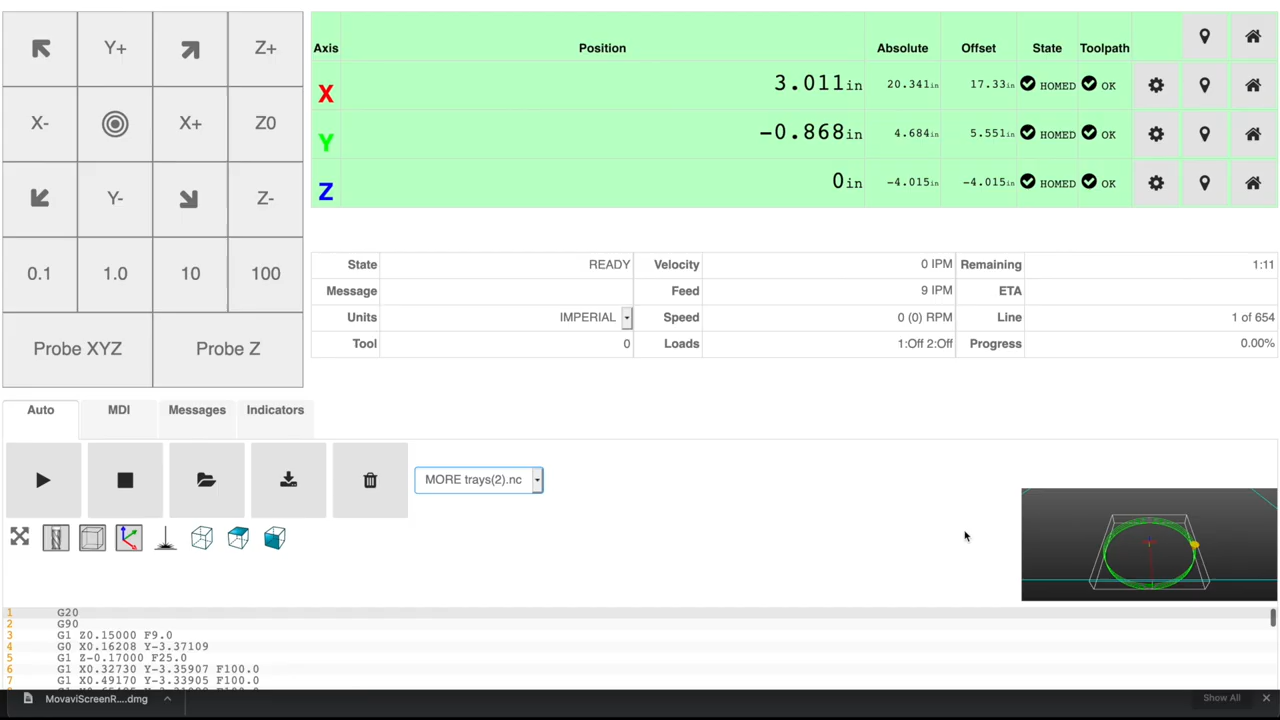 Y+
Z+
X-
X+
Z0
Y-
Z-
0.1
1.0
10
100
Probe XYZ
Probe Z
Axis
Position
Absolute
Offset
State
Toolpath
X
3.011in
20.341in
17.33in
HOMED
OK
Y
-0.868in
4.684in
5.551in
HOMED
OK
Z
0in
-4.015in
-4.015in
HOMED
OK
State
READY
Velocity
0 IPM
Remaining
1:11
Message
Feed
9 IPM
ETA
Units
IMPERIAL
Speed
0 (0) RPM
Line
1 of 654
Tool
0
Loads
1:Off 2:Off
Progress
0.00%
Auto
MDI
Messages
Indicators
MORE trays(2).nc
1 G20
2 G90
3 G1 Z0.15000 F9.0
4 G0 X0.16208 Y-3.37109
5 G1 Z-0.17000 F25.0
6 G1 X0.32730 Y-3.35907 F100.0
7 G1 X0.49170 Y-3.33905 F100.0
MovaviScreenR....dmg
Show All